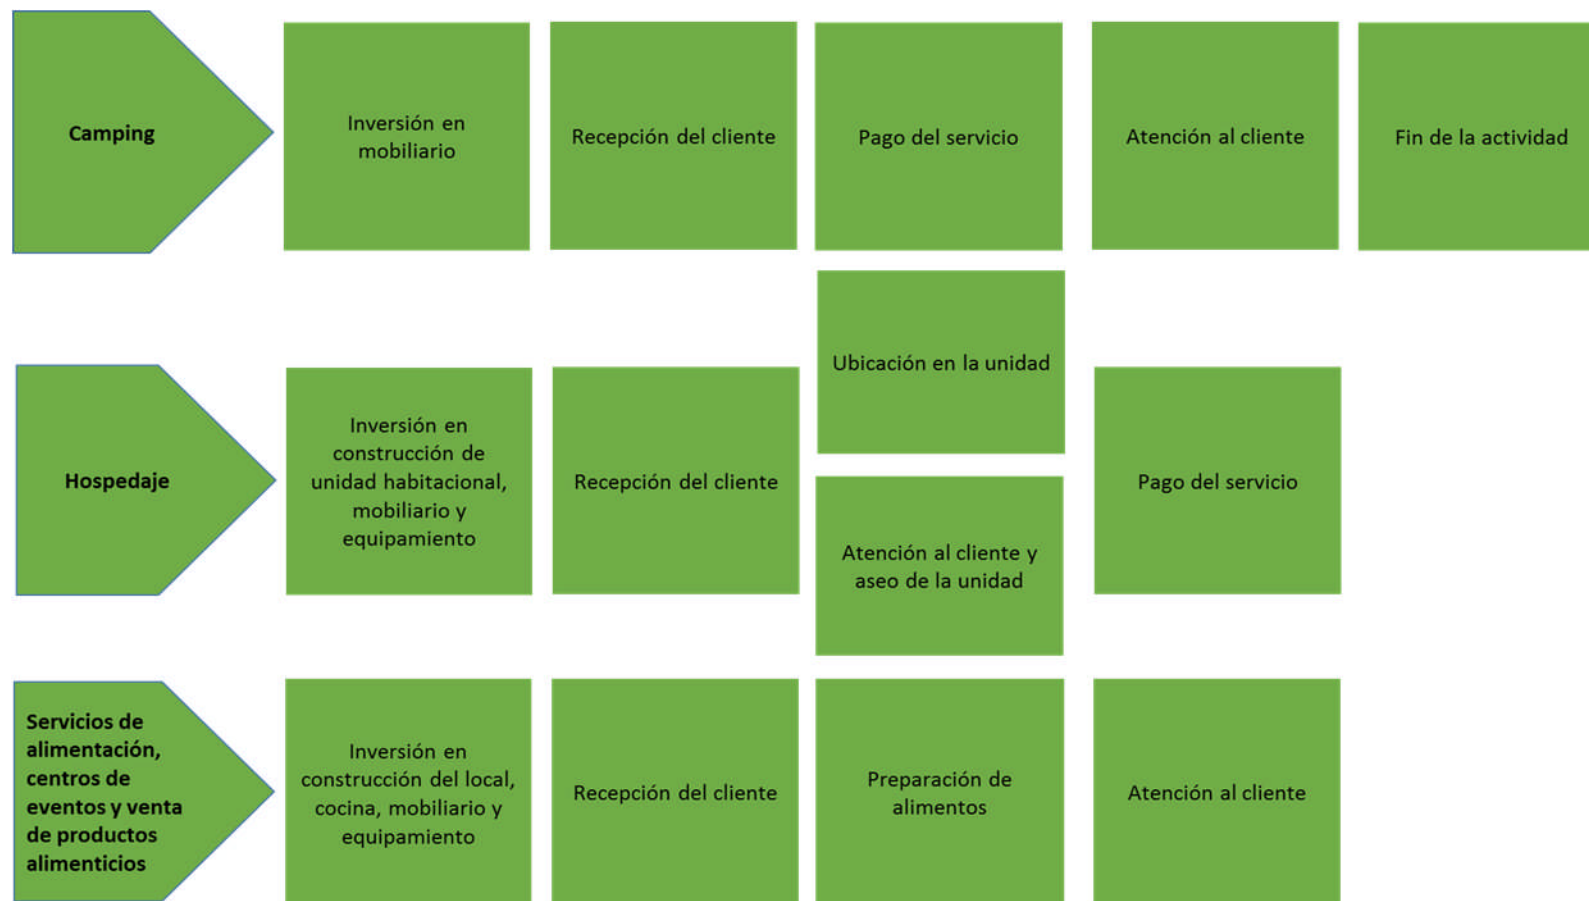 Camping
Inversión en
mobiliario
Recepción del cliente
Pago del servicio
Atención al cliente
Fin de la actividad
Hospedaje
Inversión en
construcción de
unidad habitacional,
mobiliario y
equipamiento
Recepción del cliente
Ubicación en la unidad
Atención al cliente y
aseo de la unidad
Pago del servicio
Servicios de
alimentación,
centros de
eventos y venta
de productos
alimenticios
Inversión en
construcción del local,
cocina, mobiliario y
equipamiento
Recepción del cliente
Preparación de
alimentos
Atención al cliente